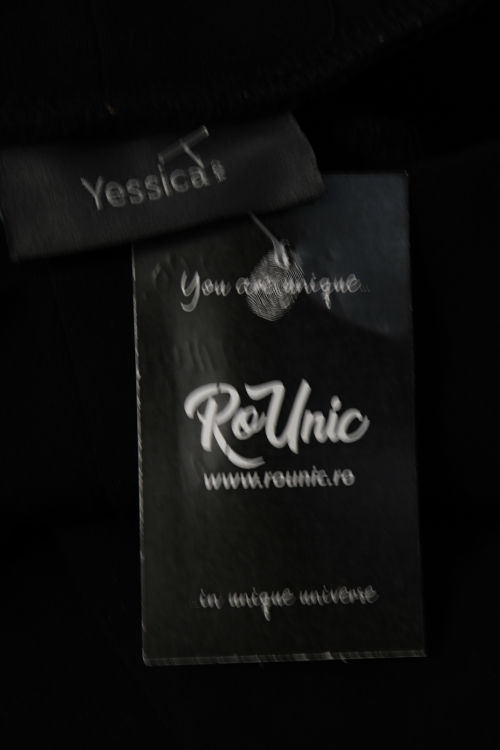 Yessica®
You are unique...
RoUnic
www.rounic.ro
in unique universe